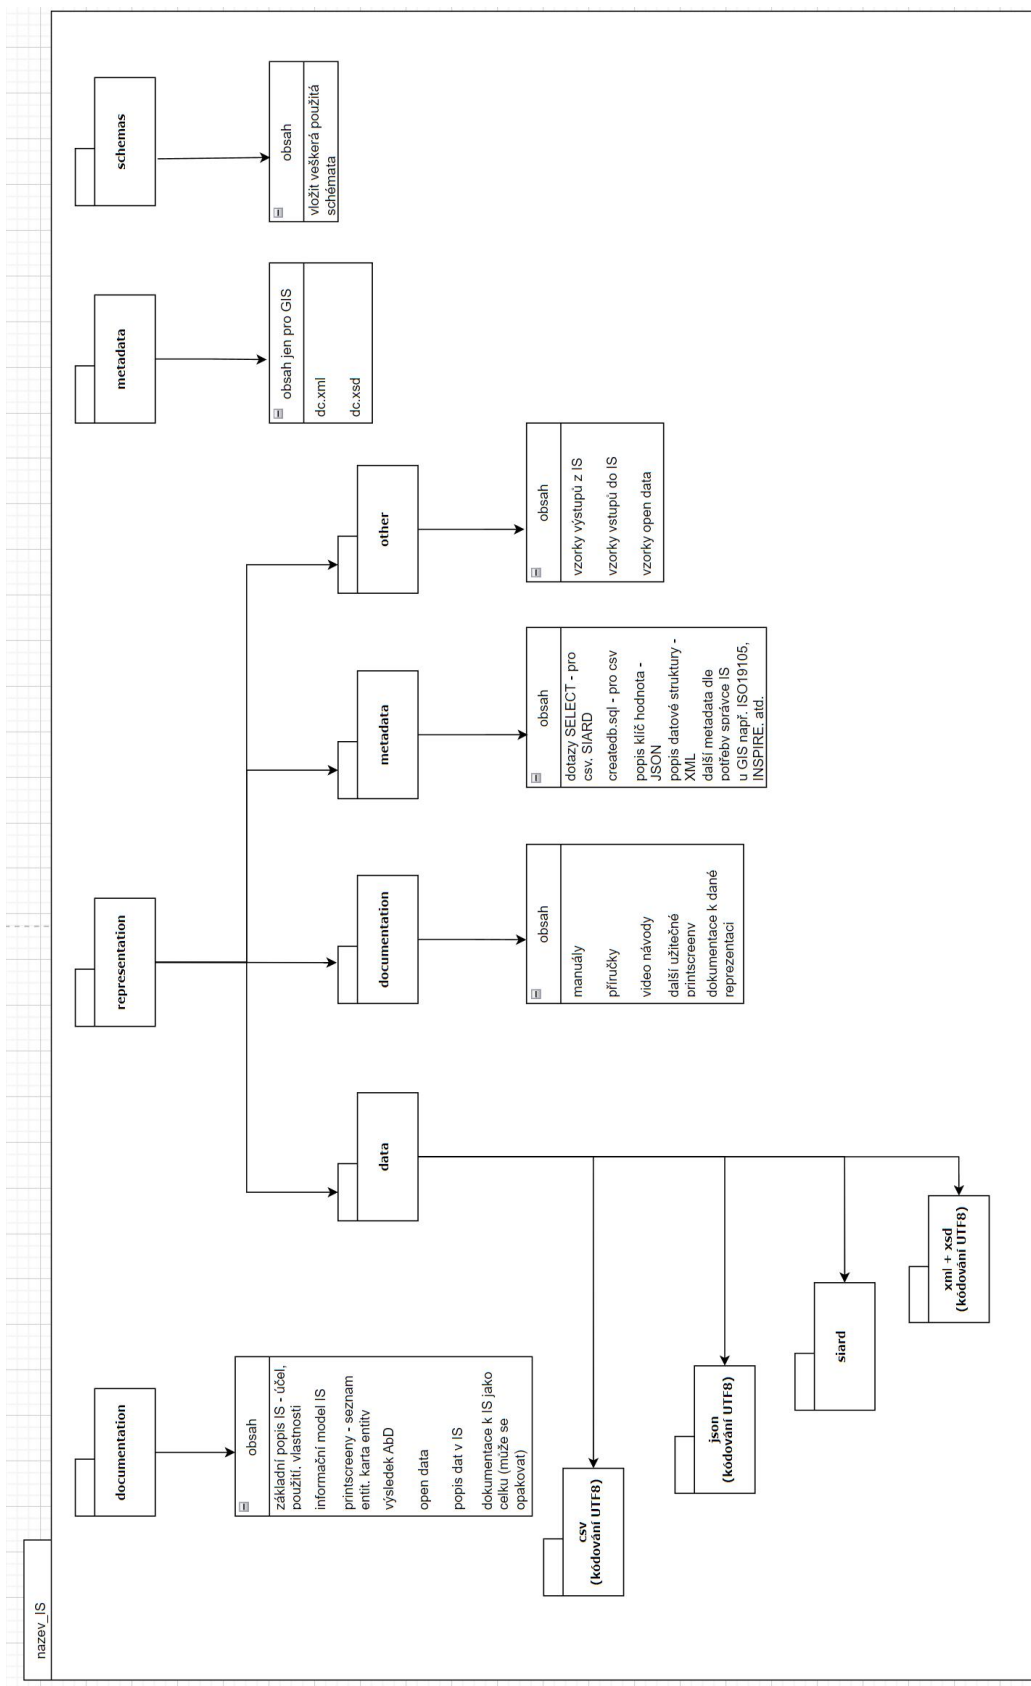 nazev_IS
documentation
obsah
základní popis IS - účel,
použití, vlastnosti
informační model IS
printscreeny - seznam
entit, karta entity
výsledek AbD
open data
popis dat v IS
dokumentace k IS jako
celku (může se
opakovat)
representation
data
csv
(kódování UTF8)
json
(kódování UTF8)
siard
xml + xsd
(kódování UTF8)
documentation
obsah
manuály
příručky
video návody
další užitečné
printscreeny
dokumentace k dané
reprezentaci
metadata
obsah
dotazy SELECT - pro
csv, SIARD
createdb.sql - pro csv
popis klíč hodnota -
JSON
popis datové struktury -
XML
další metadata dle
potřeby správce IS
u GIS např. ISO19105,
INSPIRE, atd.
other
obsah
vzorky výstupů z IS
vzorky vstupů do IS
vzorky open data
metadata
obsah jen pro GIS
dc.xml
dc.xsd
schemas
obsah
vložit veškerá použitá
schémata